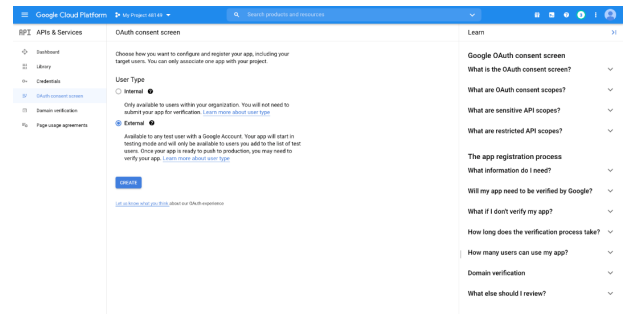 Google Cloud Platform
My Project 48149
Search products and resources
API APIs & Services
Dashboard
Library
Credentials
OAuth consent screen
Domain verification
Page usage agreements
OAuth consent screen
Choose how you want to configure and register your app, including your
target users. You can only associate one app with your project.
User Type
Internal
Only available to users within your organization. You will not need to
submit your app for verification. Learn more about user type
External
Available to any test user with a Google Account. Your app will start in
testing mode and will only be available to users you add to the list of test
users. Once your app is ready to push to production, you may need to
verify your app. Learn more about user type
CREATE
Let us know what you think about our OAuth experience
Learn
Google OAuth consent screen
What is the OAuth consent screen?
What are OAuth consent scopes?
What are sensitive API scopes?
What are restricted API scopes?
The app registration process
What information do I need?
Will my app need to be verified by Google?
What if I don't verify my app?
How long does the verification process take?
How many users can use my app?
Domain verification
What else should I review?